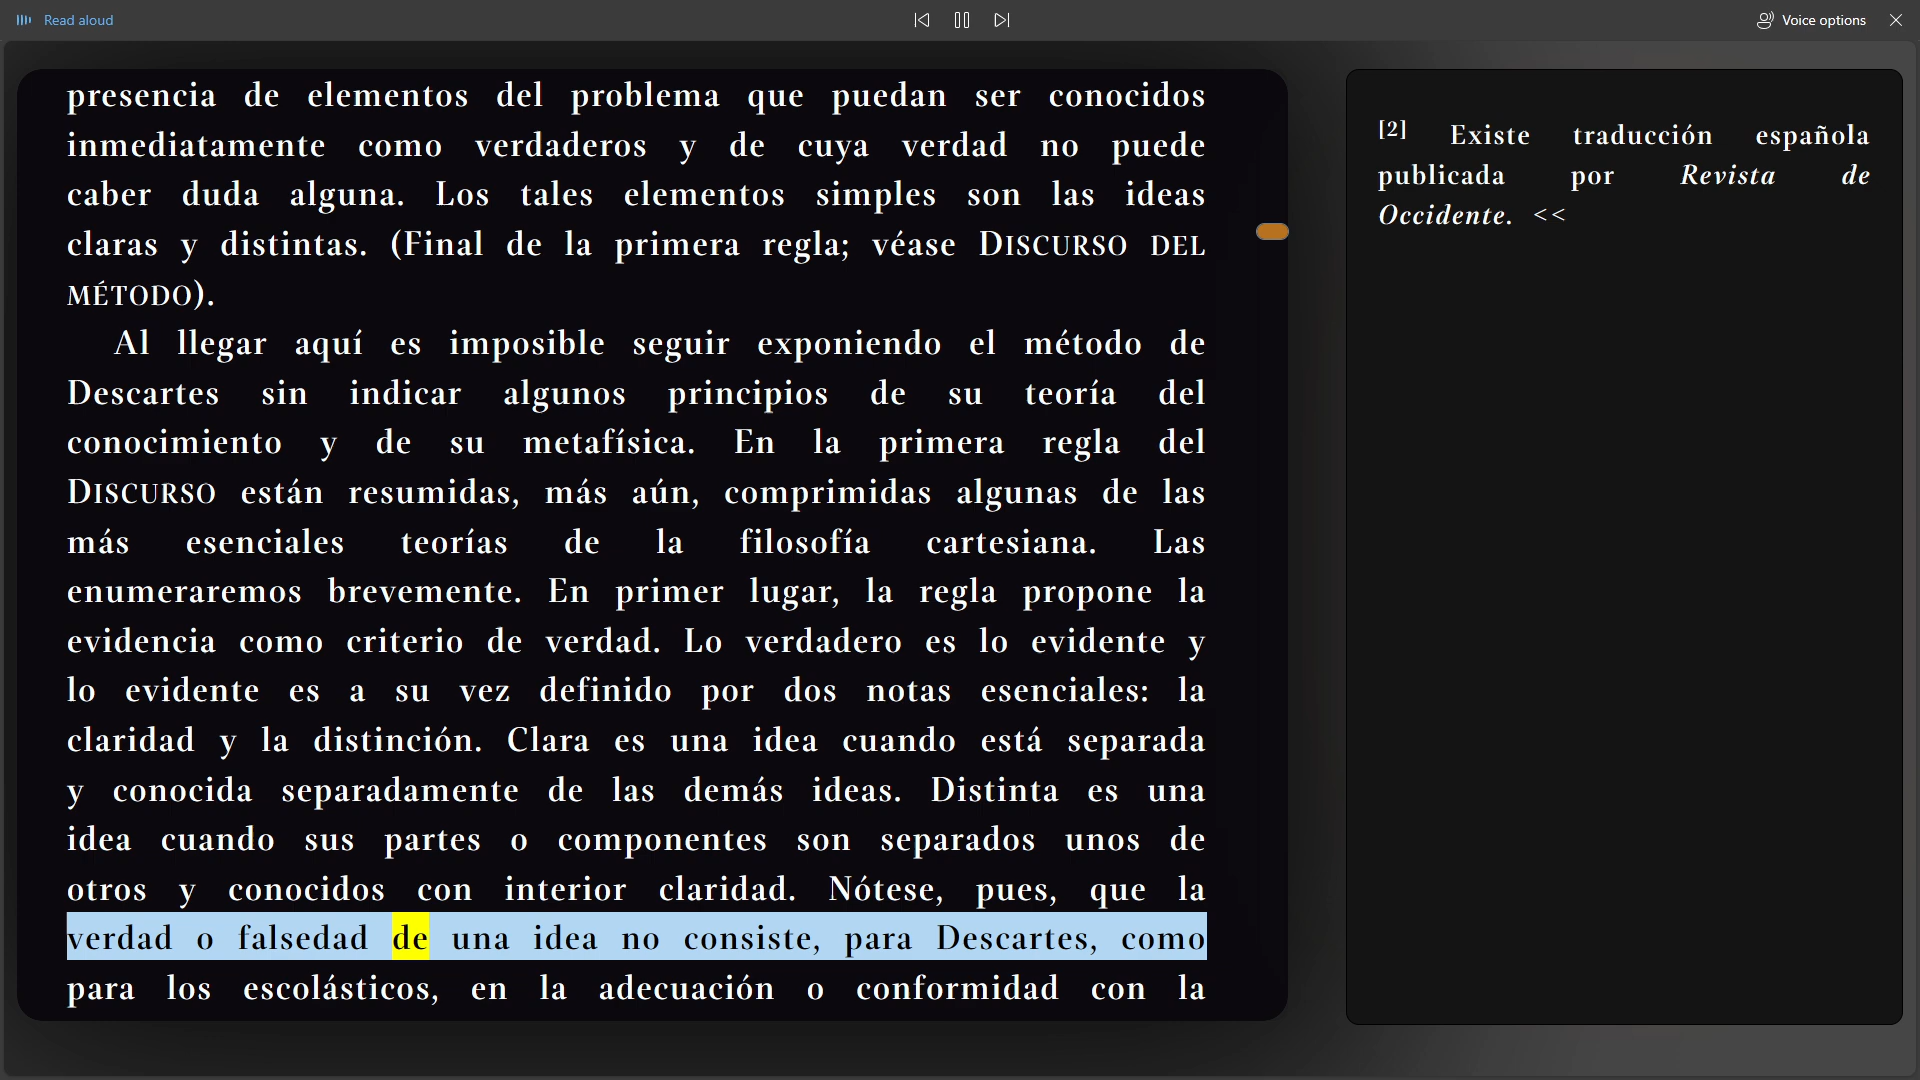 Read aloud
Voice options
presencia de elementos del problema que puedan ser conocidos
inmediatamente como verdaderos y de cuya verdad no puede
caber duda alguna. Los tales elementos simples son las ideas
claras y distintas. (Final de la primera regla; véase DISCURSO DEL
MÉTODO).
Al llegar aquí es imposible seguir exponiendo el método de
Descartes sin indicar algunos principios de su teoría del
conocimiento y de su metafísica. En la primera regla del
DISCURSO están resumidas, más aún, comprimidas algunas de las
más esenciales teorías de la filosofía cartesiana. Las
enumeraremos brevemente. En primer lugar, la regla propone la
evidencia como criterio de verdad. Lo verdadero es lo evidente y
lo evidente es a su vez definido por dos notas esenciales: la
claridad y la distinción. Clara es una idea cuando está separada
y conocida separadamente de las demás ideas. Distinta es una
idea cuando sus partes o componentes son separados unos de
otros y conocidos con interior claridad. Nótese, pues, que la
verdad o falsedad de una idea no consiste, para Descartes, como
para los escolásticos, en la adecuación o conformidad con la
[2] Existe traducción española
publicada por Revista de
Occidente. <<